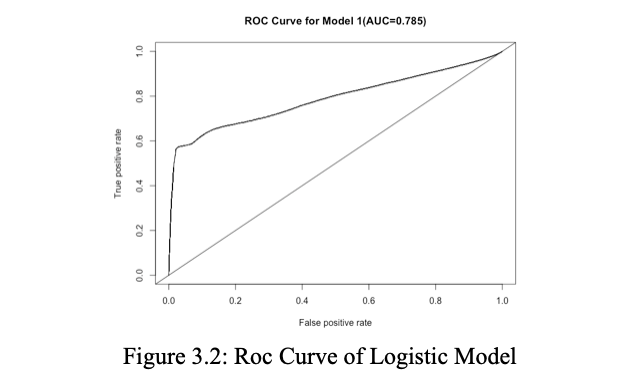 ROC Curve for Model 1(AUC=0.785)
1.0
0.8
0.6
0.4
0.2
0.0
True positive rate
0.0 0.2 0.4 0.6 0.8 1.0
False positive rate
Figure 3.2: Roc Curve of Logistic Model